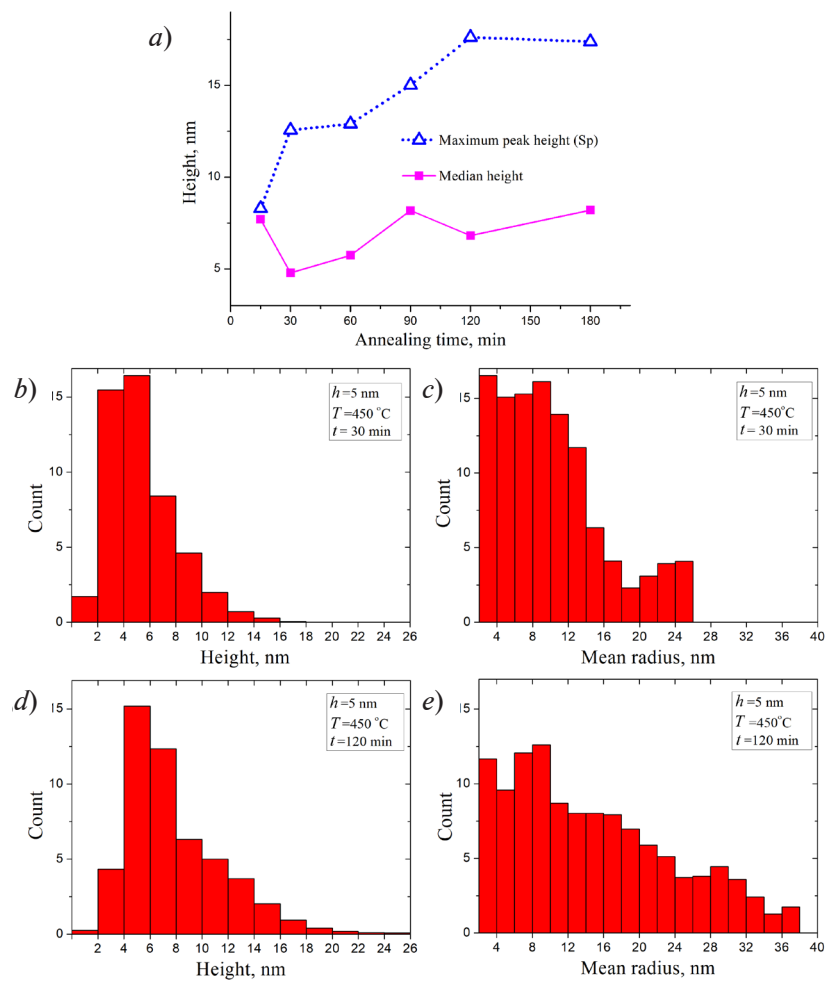 a)
Height, nm
15
10
5
Maximum peak height (Sp)
Median height
0 30 60 90 120 150 180
Annealing time, min
b)
Count
15
10
5
0
h=5 nm
T=450 °C
t= 30 min
2 4 6 8 10 12 14 16 18 20 22 24 26
Height, nm
c)
Count
15
10
5
0
h=5 nm
T=450°C
t= 30 min
4 8 12 16 20 24 28 32 36 40
Mean radius, nm
d)
Count
15
10
5
0
h=5 nm
T=450 °C
t=120 min
2 4 6 8 10 12 14 16 18 20 22 24 26
Height, nm
e)
Count
15
10
5
0
h=5 nm
T=450°C
t=120 min
4 8 12 16 20 24 28 32 36 40
Mean radius, nm